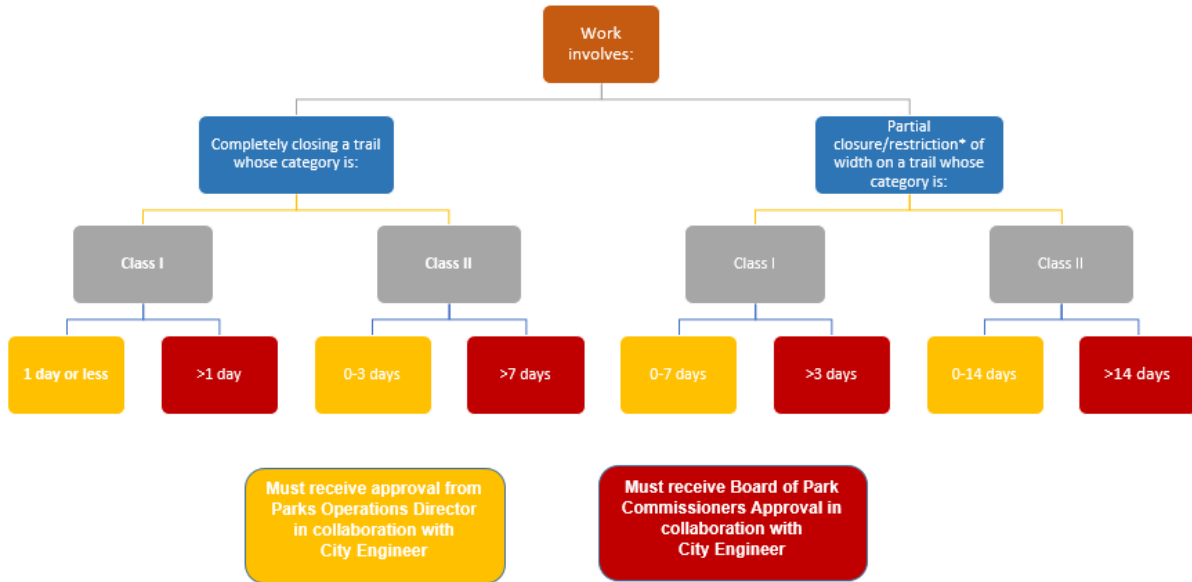 Work
involves:
Completely closing a trail
whose category is:
Partial
closure/restriction* of
width on a trail whose
category is:
Class I
Class II
Class I
Class II
1 day or less
>1 day
0-3 days
>7 days
0-7 days
>3 days
0-14 days
>14 days
Must receive approval from
Parks Operations Director
in collaboration with
City Engineer
Must receive Board of Park
Commissioners Approval in
collaboration with
City Engineer